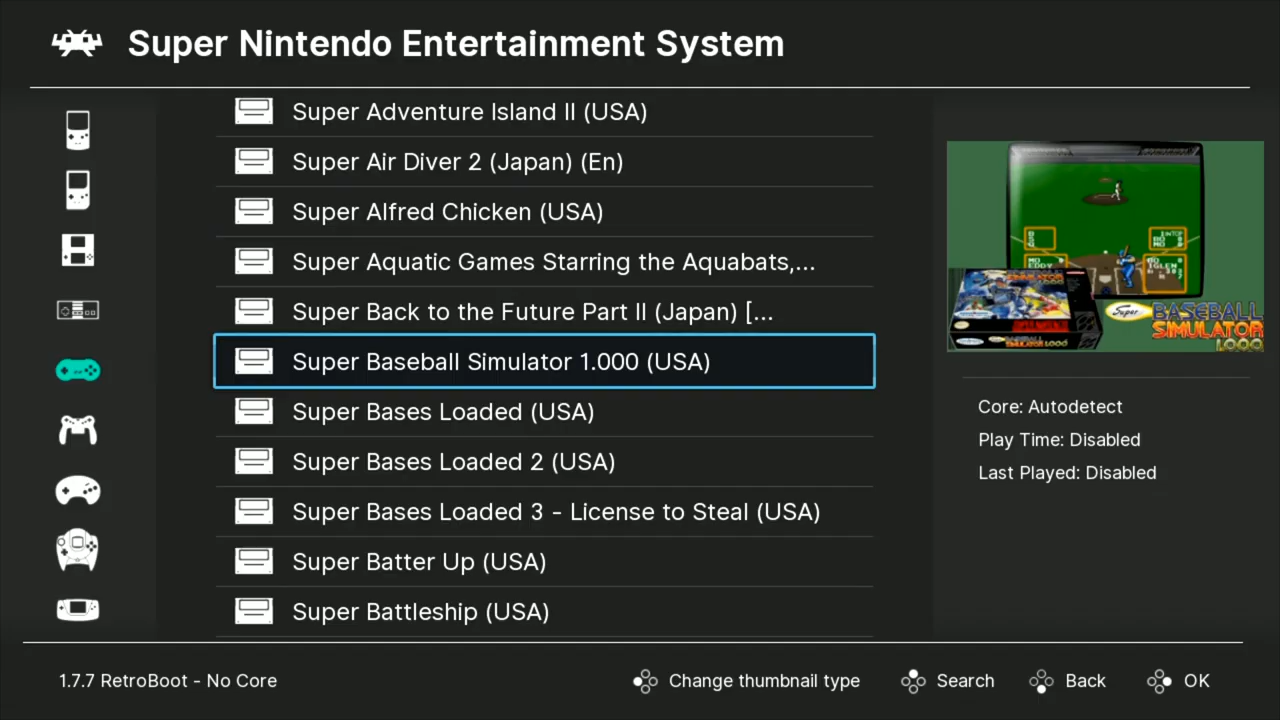 Super Nintendo Entertainment System
Super Adventure Island II (USA)
Super Air Diver 2 (Japan) (En)
Super Alfred Chicken (USA)
Super Aquatic Games Starring the Aquabats,...
Super Back to the Future Part II (Japan) [...
Super Baseball Simulator 1.000 (USA)
Super Bases Loaded (USA)
Super Bases Loaded 2 (USA)
Super Bases Loaded 3 - License to Steal (USA)
Super Batter Up (USA)
Super Battleship (USA)
Super
BASEBALL
SIMULATOR
1.000
Core: Autodetect
Play Time: Disabled
Last Played: Disabled
1.7.7 RetroBoot - No Core
Change thumbnail type
Search
Back
OK